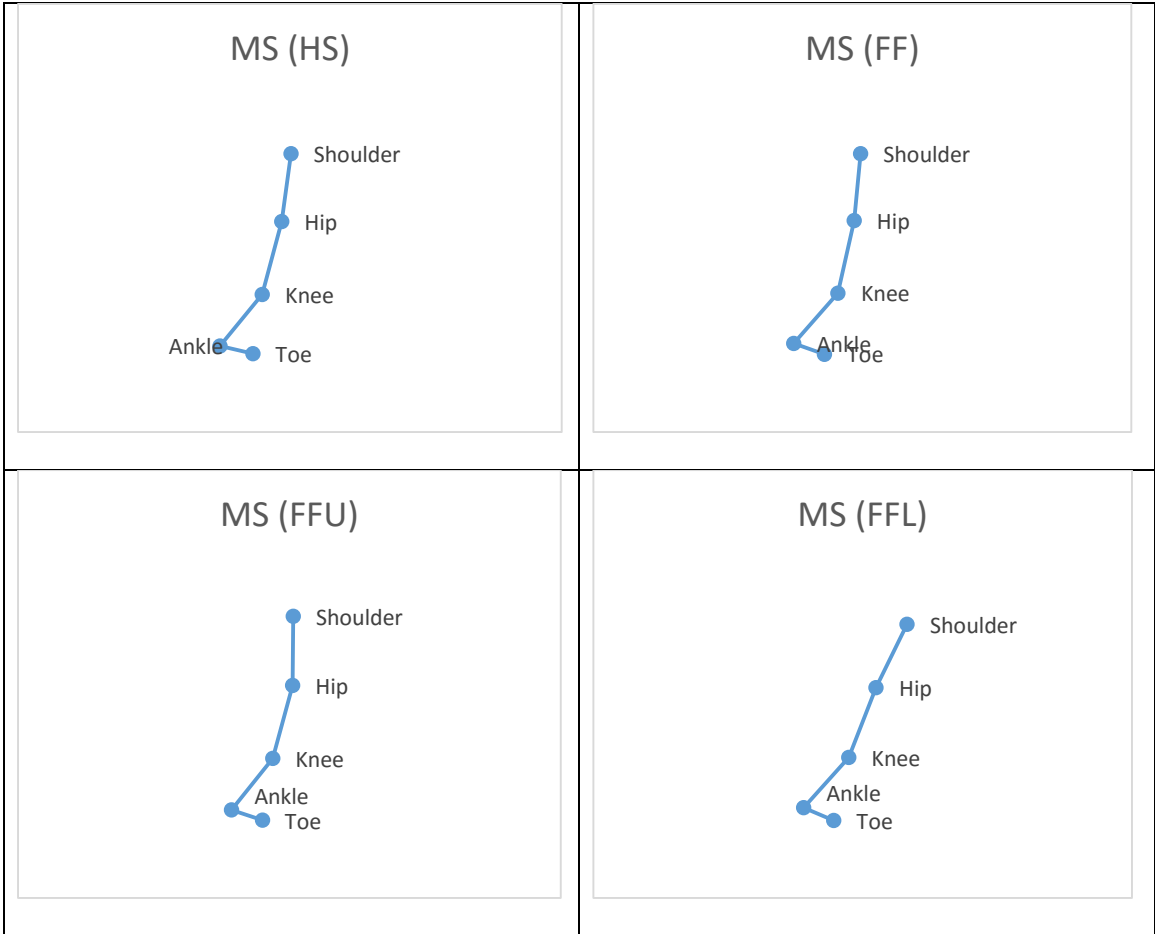 MS (HS)
Shoulder
Hip
Knee
Ankle
Toe
MS (FF)
Shoulder
Hip
Knee
Ankle
Toe
MS (FFU)
Shoulder
Hip
Knee
Ankle
Toe
MS (FFL)
Shoulder
Hip
Knee
Ankle
Toe